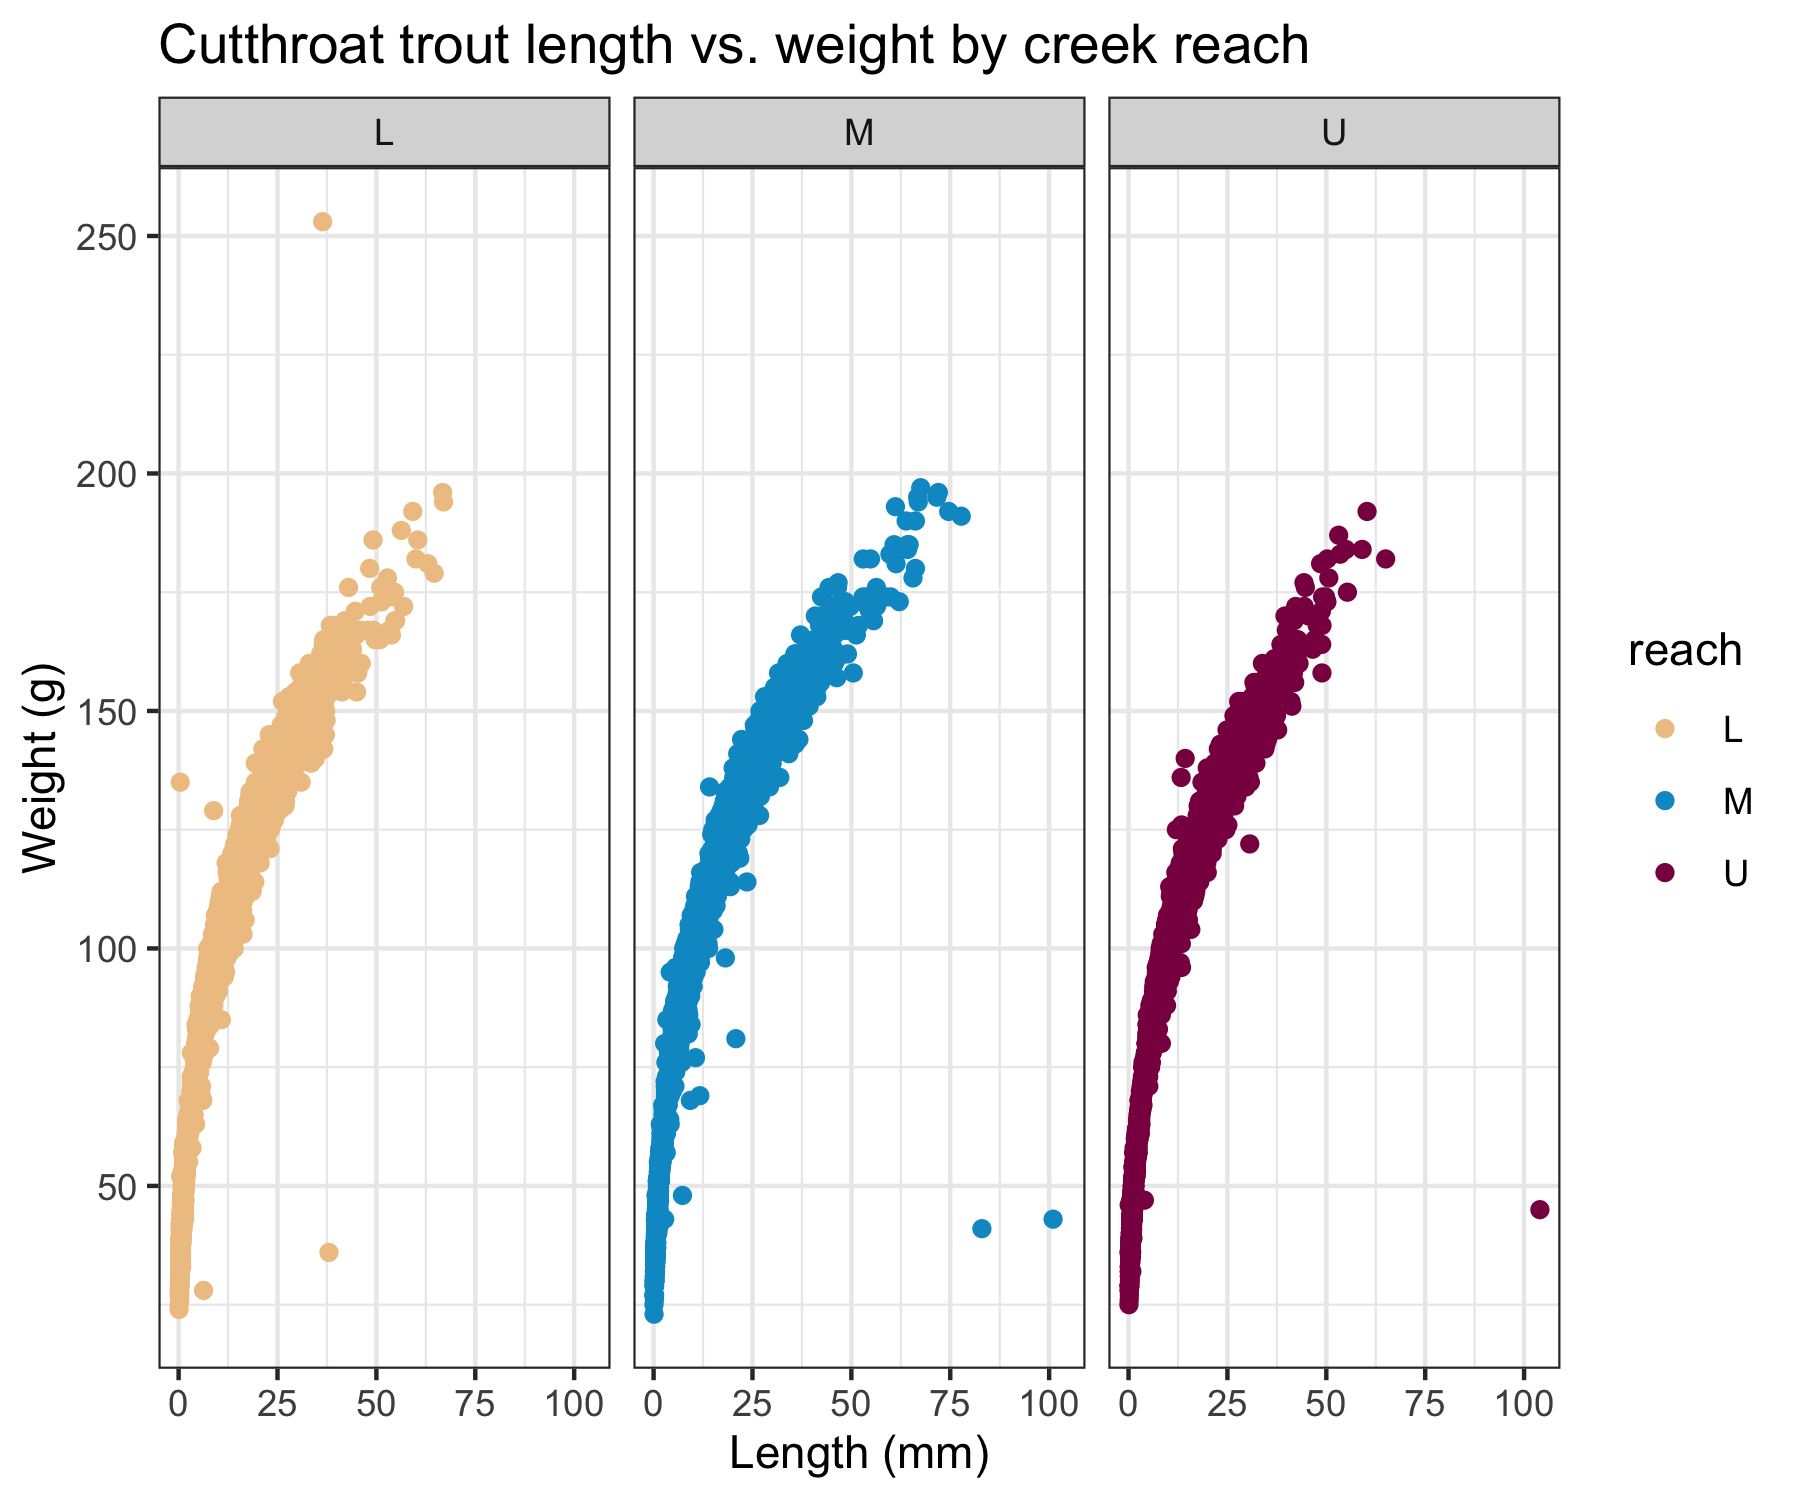 Cutthroat trout length vs. weight by creek reach
L
M
U
250
200
150
100
50
Weight (g)
0 25 50 75 100
0 25 50 75 100
0 25 50 75 100
Length (mm)
reach
L
M
U